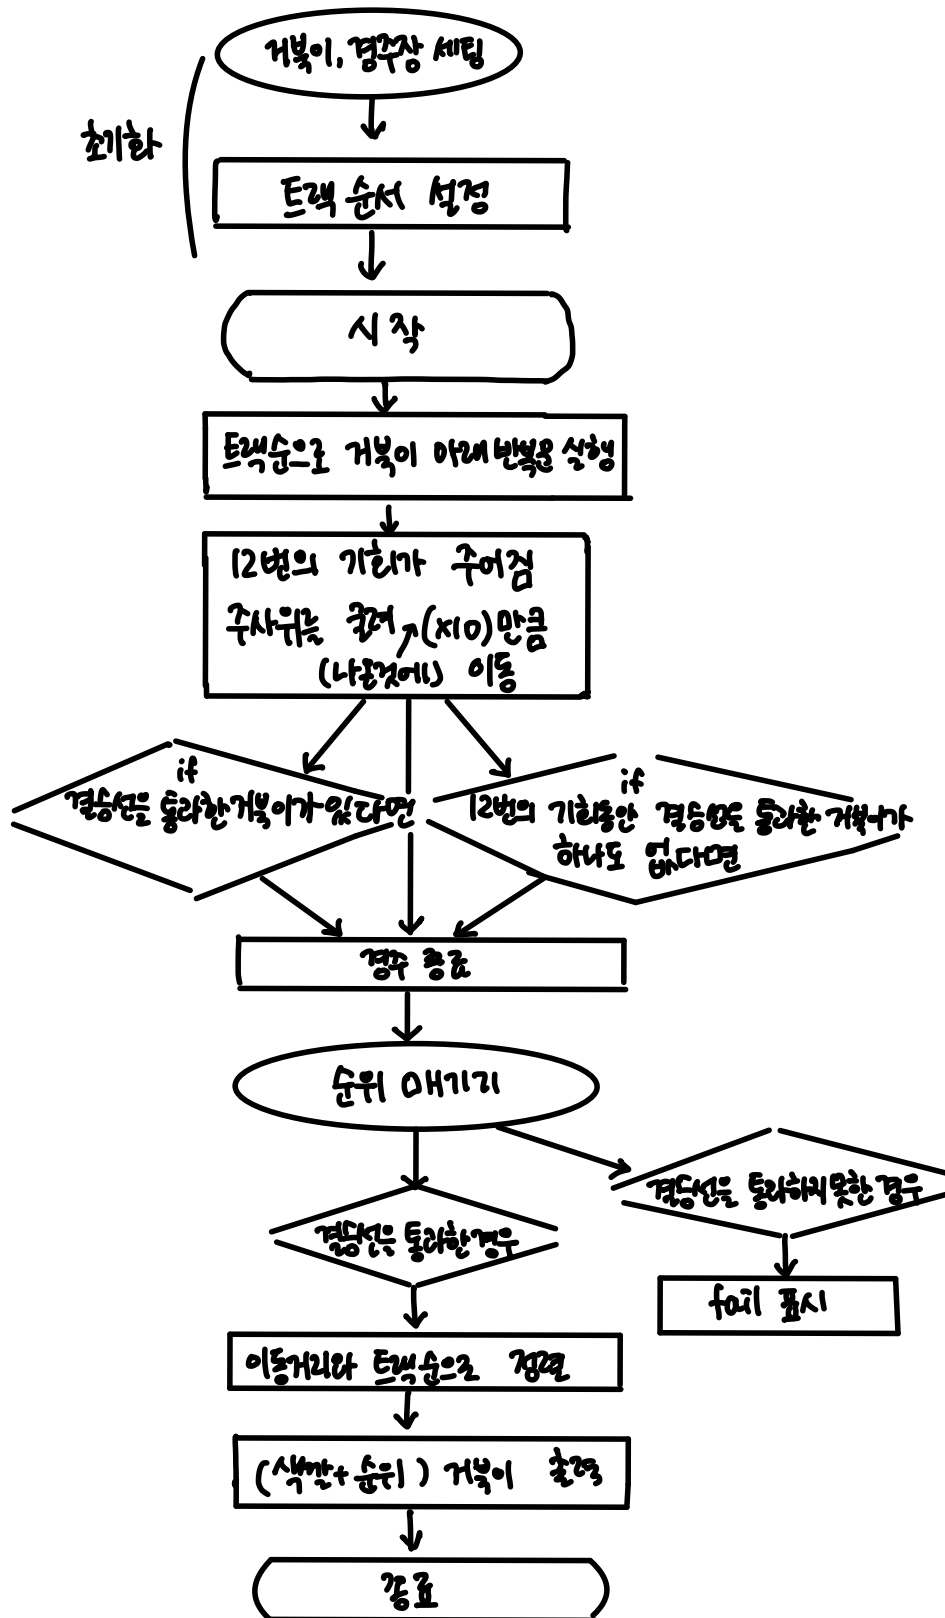 거북이, 경주장 세팅
초기화
트랙 순서 설정
시작
트랙순으로 거북이 아래 반복문 실행
12번의 기회가 주어짐
주사위를 굴려 (x10)만큼
(나온것에) 이동
if
결승선을 통과한 거북이가 있다면
if
12번의 기회동안 결승선을 통과한 거북이가
하나도 없다면
경주 종료
순위 매기기
결승선을 통과하지 못한 경우
결승선을 통과한 경우
fail 표시
이동거리와 트랙순으로 정렬
(색깔+순위) 거북이 출력
종료